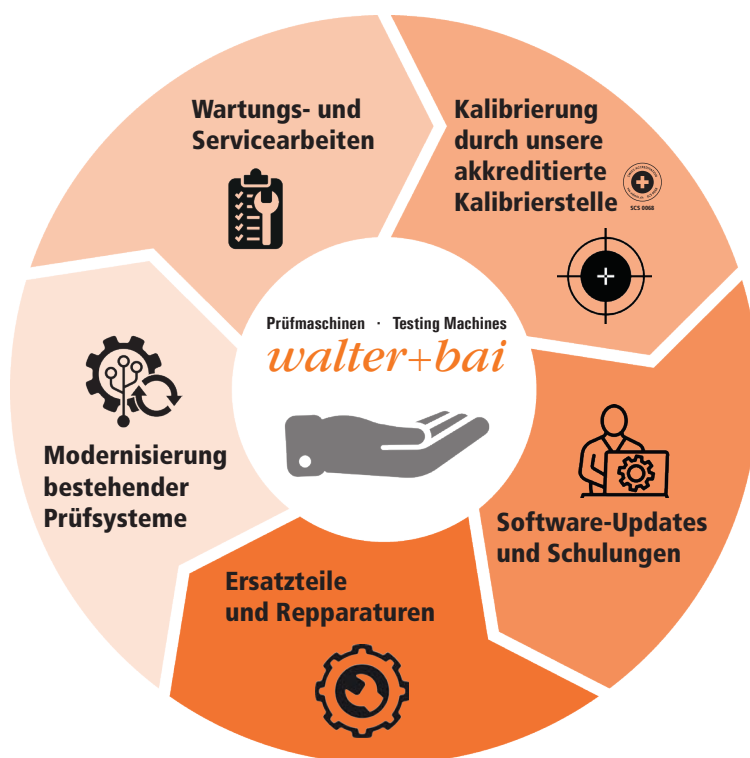 Wartungs- und
Servicearbeiten
Kalibrierung
durch unsere
akkreditierte
Kalibrierstelle
SCS 0068
Prüfmaschinen · Testing Machines
walter+bai
Modernisierung
bestehender
Prüfsysteme
Software-Updates
und Schulungen
Ersatzteile
und Repparaturen